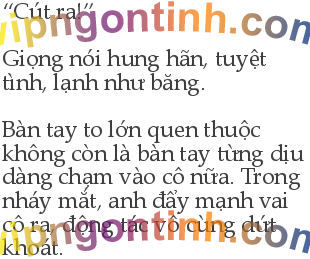 “Cút ra!”
vipngontinh.com
Giọng nói hung hãn, tuyệt
tình, lạnh như băng.
Bàn tay to lớn quen thuộc
không còn là bàn tay từng dịu
dàng chạm vào cô nữa. Trong
nháy mắt, anh đẩy mạnh vai
cô ra, động tác vô cùng dứt
khoát.
vipngontinh.com